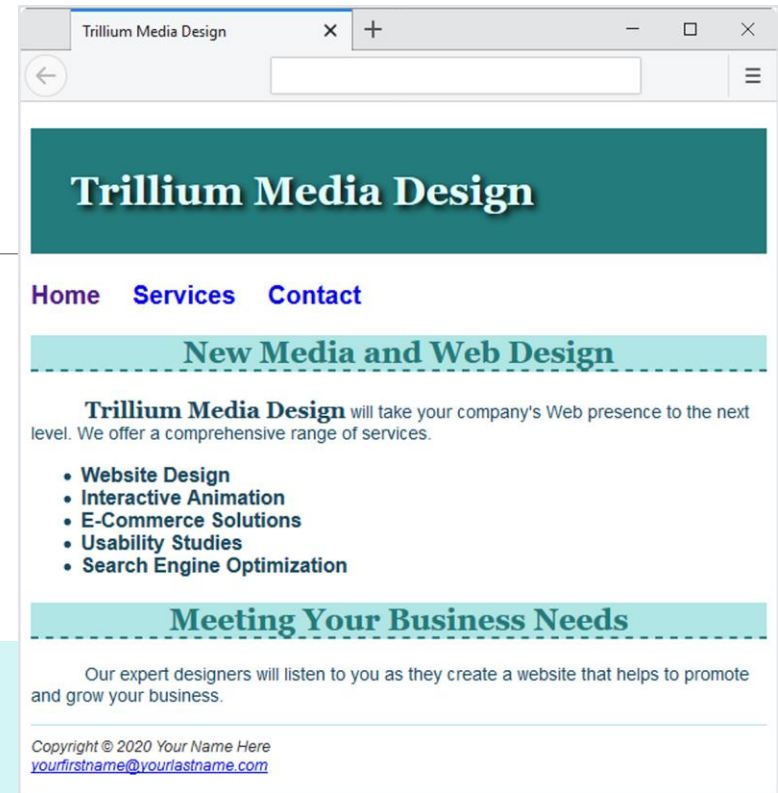 Trillium Media Design
Trillium Media Design
Home Services Contact
New Media and Web Design
Trillium Media Design will take your company's Web presence to the next
level. We offer a comprehensive range of services.
• Website Design
• Interactive Animation
• E-Commerce Solutions
• Usability Studies
• Search Engine Optimization
Meeting Your Business Needs
Our expert designers will listen to you as they create a website that helps to promote
and grow your business.
Copyright © 2020 Your Name Here
yourfirstname@yourlastname.com